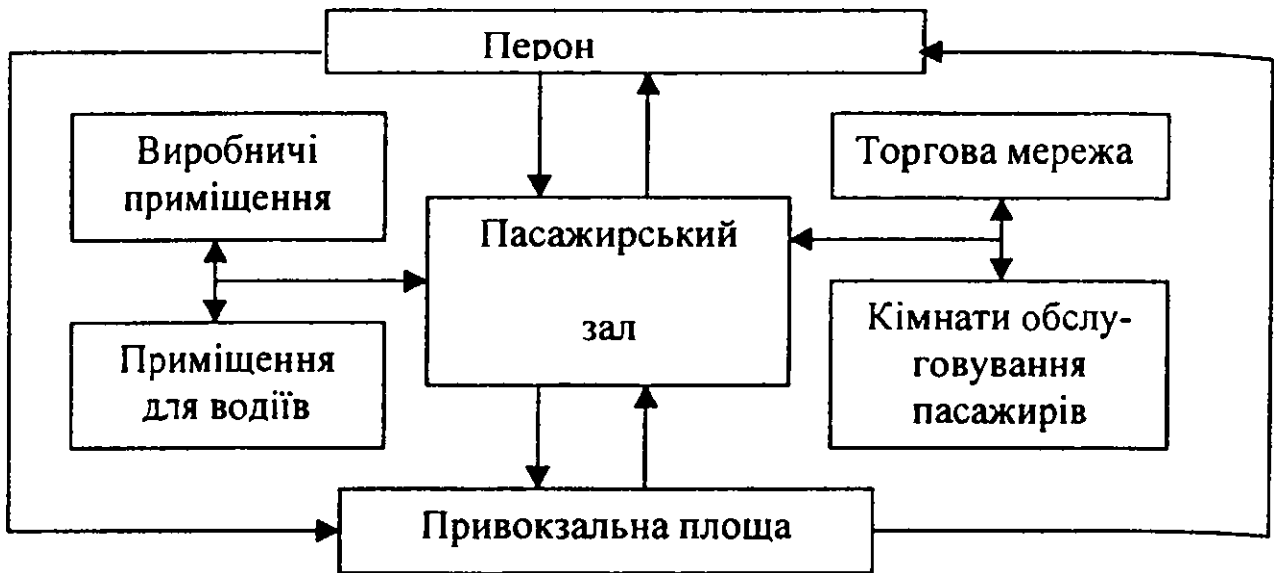 Перон
Виробничі
приміщення
Торгова мережа
Пасажирський
зал
Приміщення
для водіїв
Кімнати обслу-
говування
пасажирів
Привокзальна площа